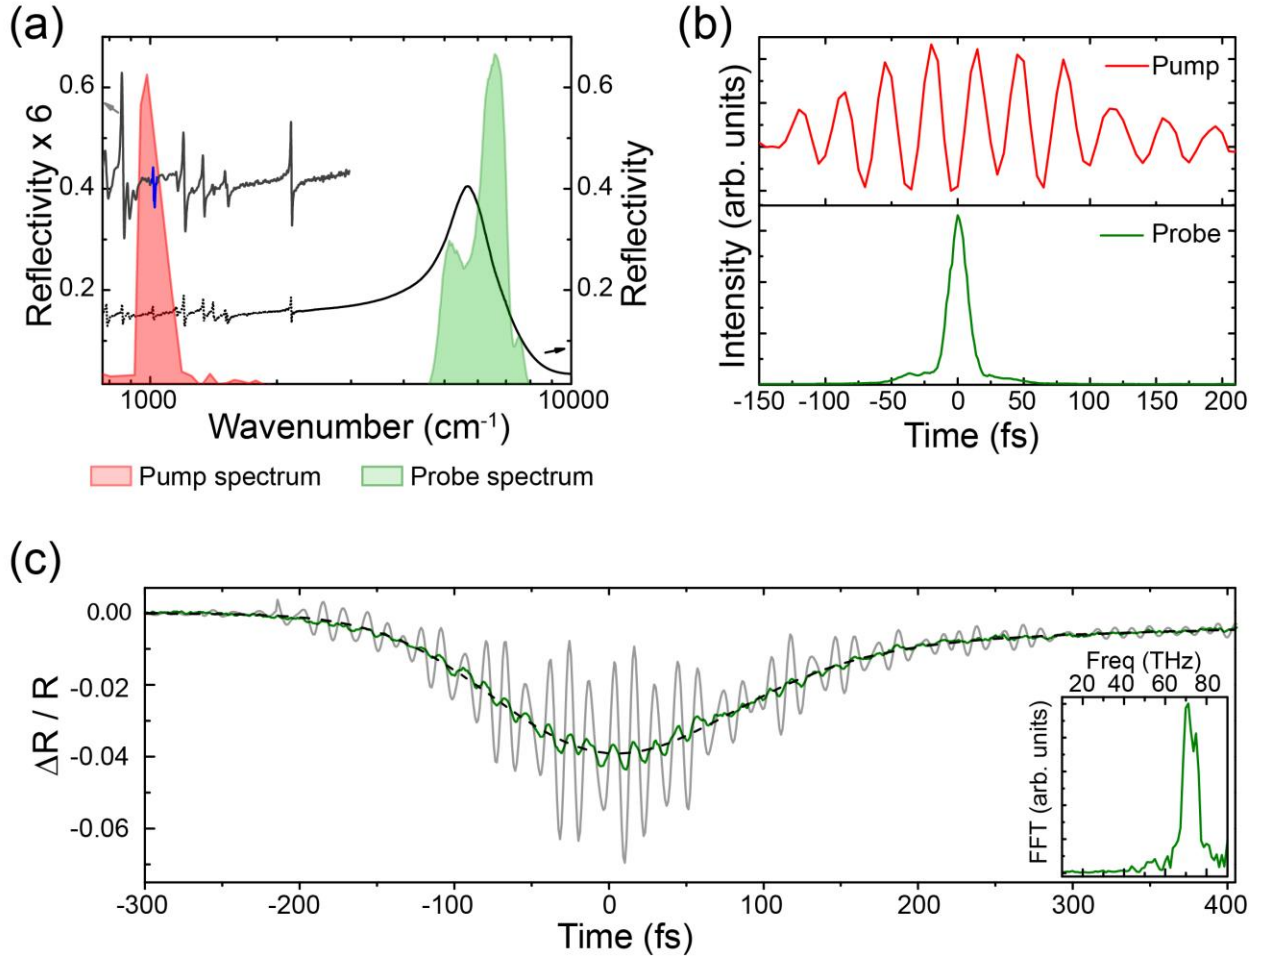 (a)
0.6
0.4
0.2
Reflectivity x 6
0.6
0.4
0.2
Reflectivity
1000
10000
Wavenumber (cm-1)
Pump spectrum
Probe spectrum
(b)
Intensity (arb. units)
Pump
Probe
-150 -100 -50 0 50 100 150 200
Time (fs)
(c)
0.00
-0.02
-0.04
-0.06
ΔR / R
-300 -200 -100 0 100 200 300 400
Time (fs)
Freq (THz)
20 40 60 80
FFT (arb. units)